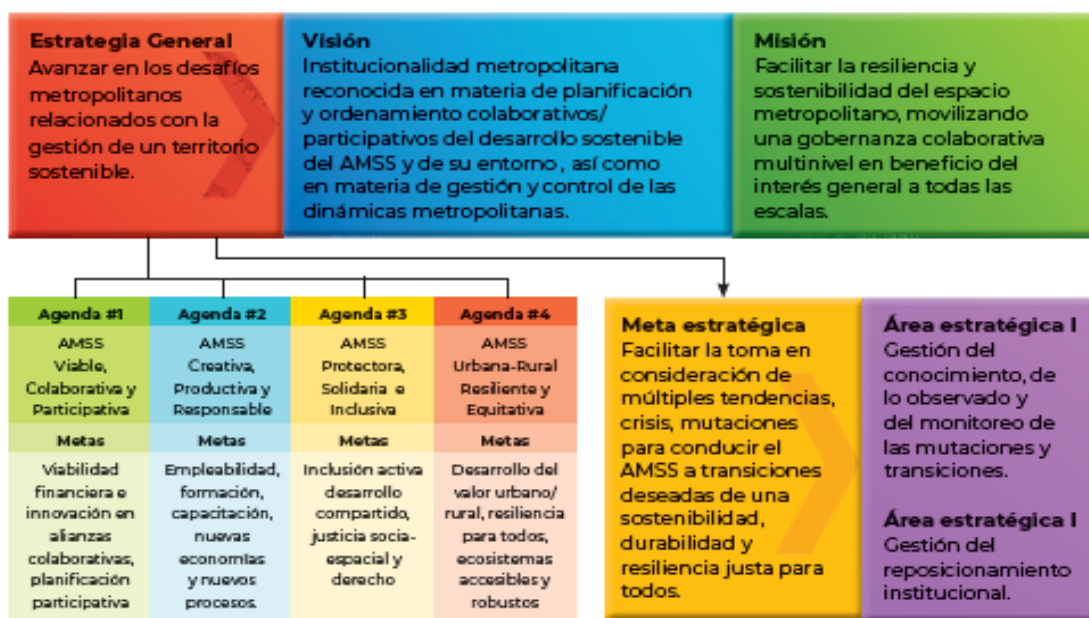 Estrategia General
Avanzar en los desafíos
metropolitanos
relacionados con la
gestión de un territorio
sostenible.
Visión
Institucionalidad metropolitana
reconocida en materia de planificación
y ordenamiento colaborativos/
participativos del desarrollo sostenible
del AMSS y de su entorno , así como
en materia de gestión y control de las
dinámicas metropolitanas.
Misión
Facilitar la resiliencia y
sostenibilidad del espacio
metropolitano, movilizando
una gobernanza colaborativa
multinivel en beneficio del
interés general a todas las
escalas.
Agenda #1
AMSS
Viable,
Colaborativa y
Participativa
Metas
Viabilidad
financiera e
innovación en
alianzas
colaborativas,
planificación
participativa
Agenda #2
AMSS
Creativa,
Productiva y
Responsable
Metas
Empleabilidad,
formación,
capacitación,
nuevas
economías
y nuevos
procesos.
Agenda #3
AMSS
Protectora,
Solidaria e
Inclusiva
Metas
Inclusión activa
desarrollo
compartido,
justicia socia-
espacial y
derecho
Agenda #4
AMSS
Urbana-Rural
Resiliente y
Equitativa
Metas
Desarrollo del
valor urbano/
rural, resiliencia
para todos,
ecosistemas
accesibles y
robustos
Meta estratégica
Facilitar la toma en
consideración de
múltiples tendencias,
crisis, mutaciones
para conducir el
AMSS a transiciones
deseadas de una
sostenibilidad,
durabilidad y
resiliencia justa para
todos.
Área estratégica I
Gestión del
conocimiento, de
lo observado y
del monitoreo de
las mutaciones y
transiciones.
Área estratégica I
Gestión del
reposicionamiento
institucional.